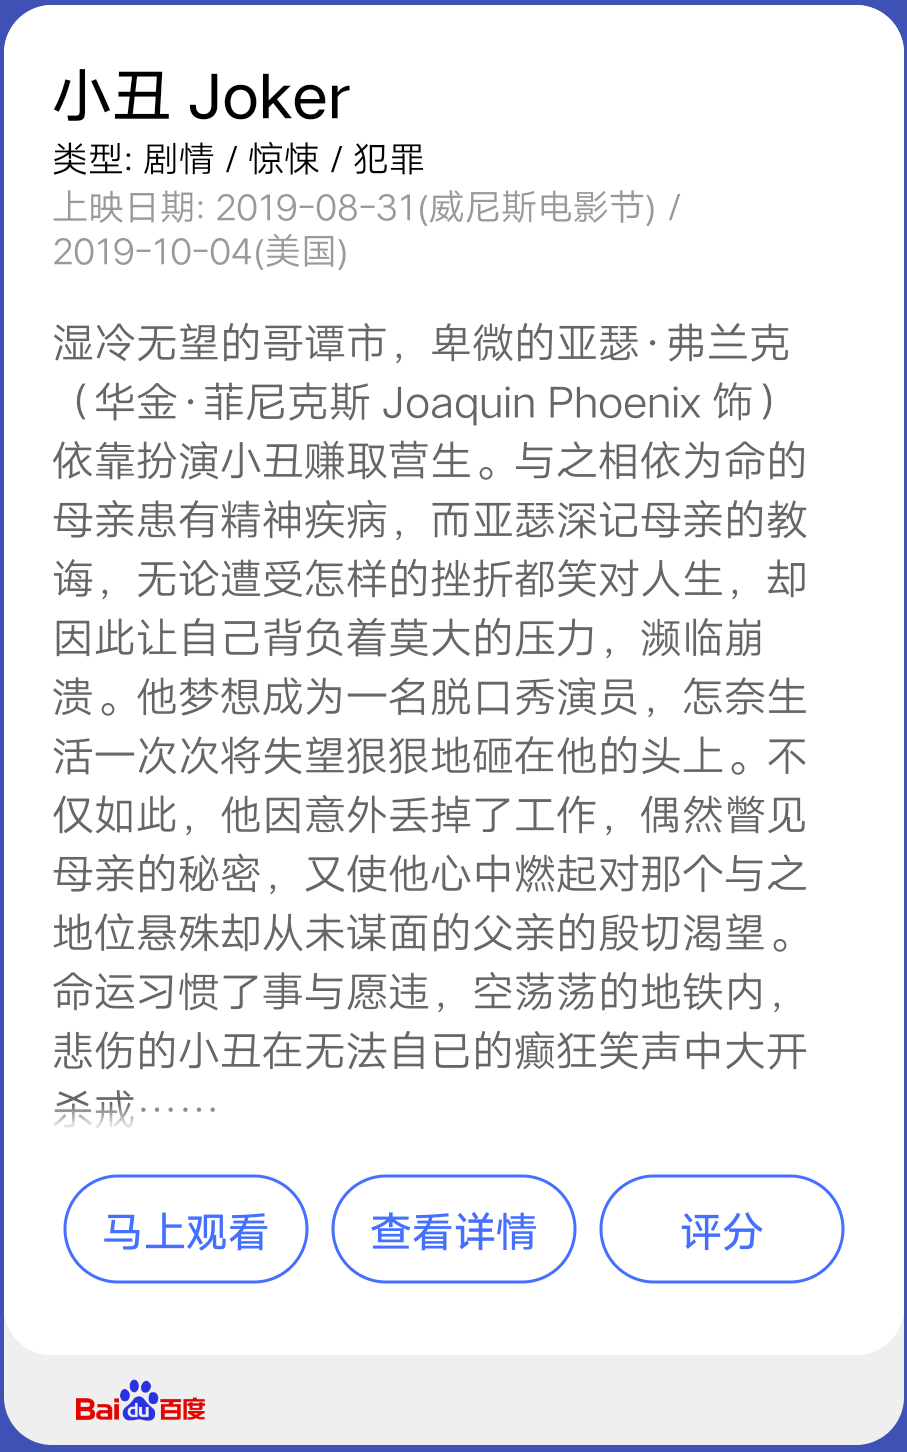 小丑 Joker
类型: 剧情 / 惊悚 / 犯罪
上映日期: 2019-08-31(威尼斯电影节) /
2019-10-04(美国)
湿冷无望的哥谭市，卑微的亚瑟·弗兰克
（华金·菲尼克斯 Joaquin Phoenix 饰）
依靠扮演小丑赚取营生。与之相依为命的
母亲患有精神疾病，而亚瑟深记母亲的教
诲，无论遭受怎样的挫折都笑对人生，却
因此让自己背负着莫大的压力，濒临崩
溃。他梦想成为一名脱口秀演员，怎奈生
活一次次将失望狠狠地砸在他的头上。不
仅如此，他因意外丢掉了工作，偶然瞥见
母亲的秘密，又使他心中燃起对那个与之
地位悬殊却从未谋面的父亲的殷切渴望。
命运习惯了事与愿违，空荡荡的地铁内，
悲伤的小丑在无法自已的癫狂笑声中大开
杀戒……
马上观看 查看详情 评分
Baidu百度